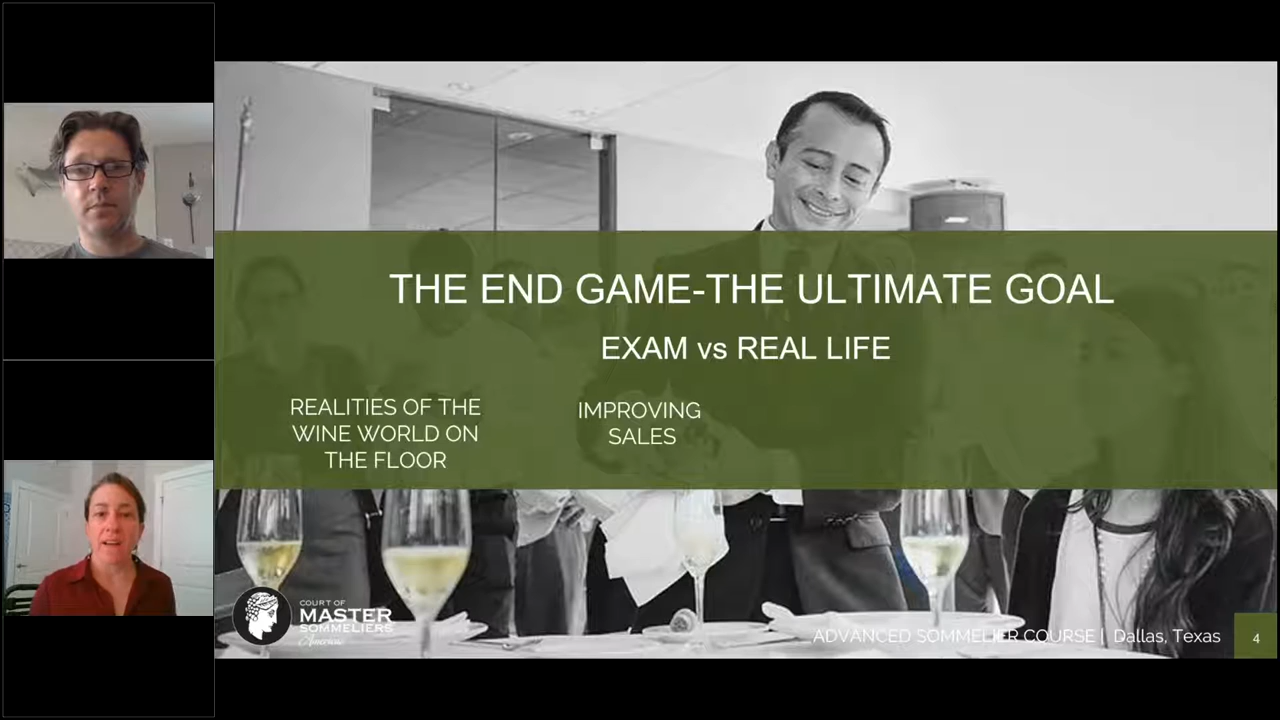 THE END GAME-THE ULTIMATE GOAL
EXAM vs REAL LIFE
REALITIES OF THE
WINE WORLD ON
THE FLOOR
IMPROVING
SALES
COURT OF
MASTER
SOMMELIERS
Americas
ADVANCED SOMMELIER COURSE | Dallas, Texas
4